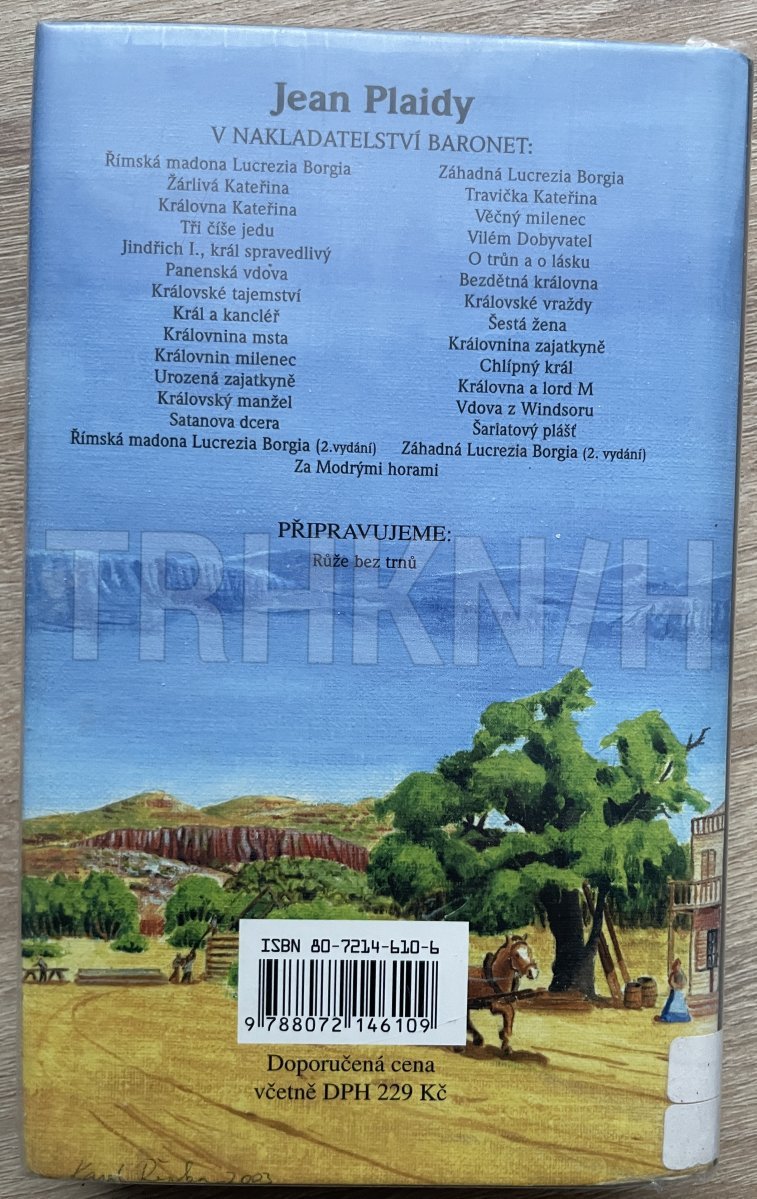 Jean Plaidy
V NAKLADATELSTVÍ BARONET:
Římská madona Lucrezia Borgia
Žárlivá Kateřina
Královna Kateřina
Tři číše jedu
Jindřich I., král spravedlivý
Panenská vdova
Královské tajemství
Král a kancléř
Královnina msta
Královnin milenec
Urozená zajatkyně
Královský manžel
Satanova dcera
Římská madona Lucrezia Borgia (2.vydání)
Záhadná Lucrezia Borgia
Travička Kateřina
Věčný milenec
Vilém Dobyvatel
O trůn a o lásku
Bezdětná královna
Královské vraždy
Šestá žena
Královnina zajatkyně
Chlípný král
Královna a lord M
Vdova z Windsoru
Šarlatový plášť
Záhadná Lucrezia Borgia (2. vydání)
Za Modrými horami
PŘIPRAVUJEME:
Růže bez trnů
TRHKNIH
ISBN 80-7214-610-6
9 788072 146109
Doporučená cena
včetně DPH 229 Kč
2003